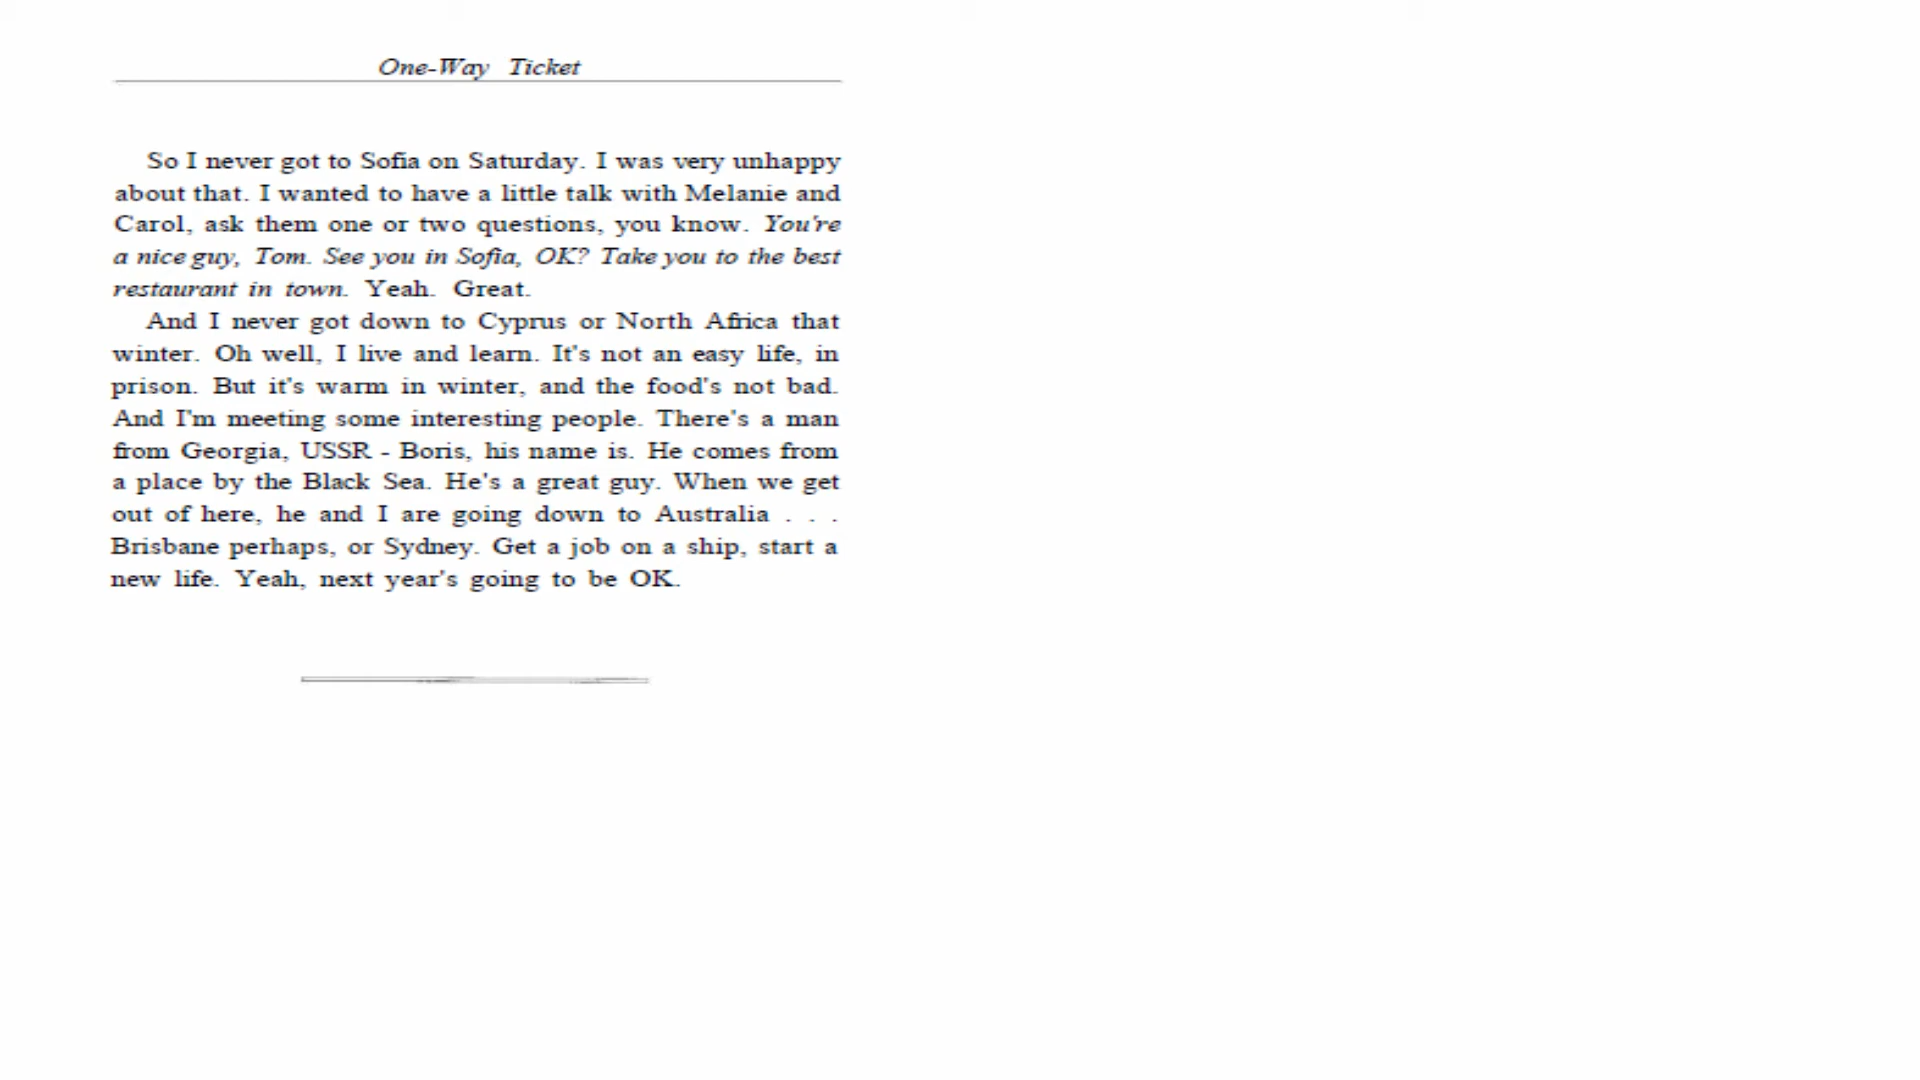 One-Way Ticket
So I never got to Sofia on Saturday. I was very unhappy
about that. I wanted to have a little talk with Melanie and
Carol, ask them one or two questions, you know. You're
a nice guy, Tom. See you in Sofia, OK? Take you to the best
restaurant in town. Yeah. Great.
And I never got down to Cyprus or North Africa that
winter. Oh well, I live and learn. It's not an easy life, in
prison. But it's warm in winter, and the food's not bad.
And I'm meeting some interesting people. There's a man
from Georgia, USSR - Boris, his name is. He comes from
a place by the Black Sea. He's a great guy. When we get
out of here, he and I are going down to Australia . . .
Brisbane perhaps, or Sydney. Get a job on a ship, start a
new life. Yeah, next year's going to be OK.